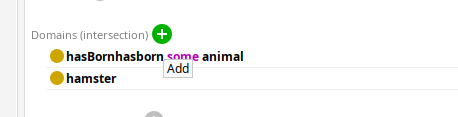 Domains (intersection)
hasBornhasborn some animal
Add
hamster